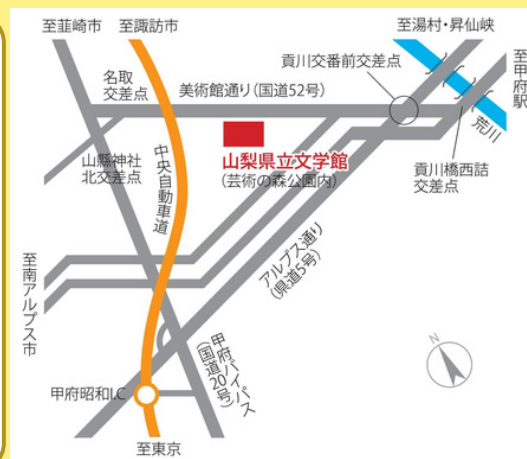 至韮崎市
至諏訪市
至湯村・昇仙峡
至甲府駅
名取
交差点
美術館通り(国道52号)
貢川交番前交差点
荒川
山縣神社
北交差点
中央自動車道
山梨県立文学館
(芸術の森公園内)
貢川橋西詰
交差点
至南アルプス市
アルプス通り
(県道5号)
甲府バイパス
(国道20号)
N
甲府昭和I.C
至東京